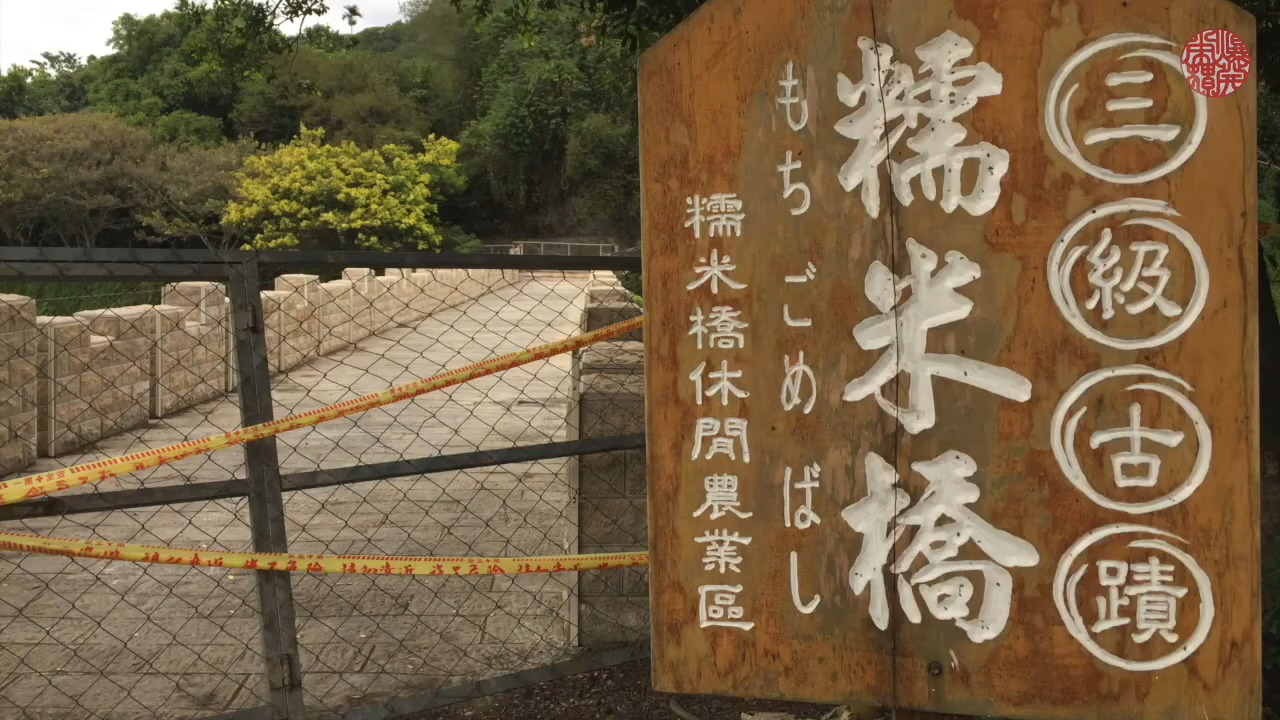 三級古蹟
糯米橋
もちごめばし
糯米橋休閒農業區